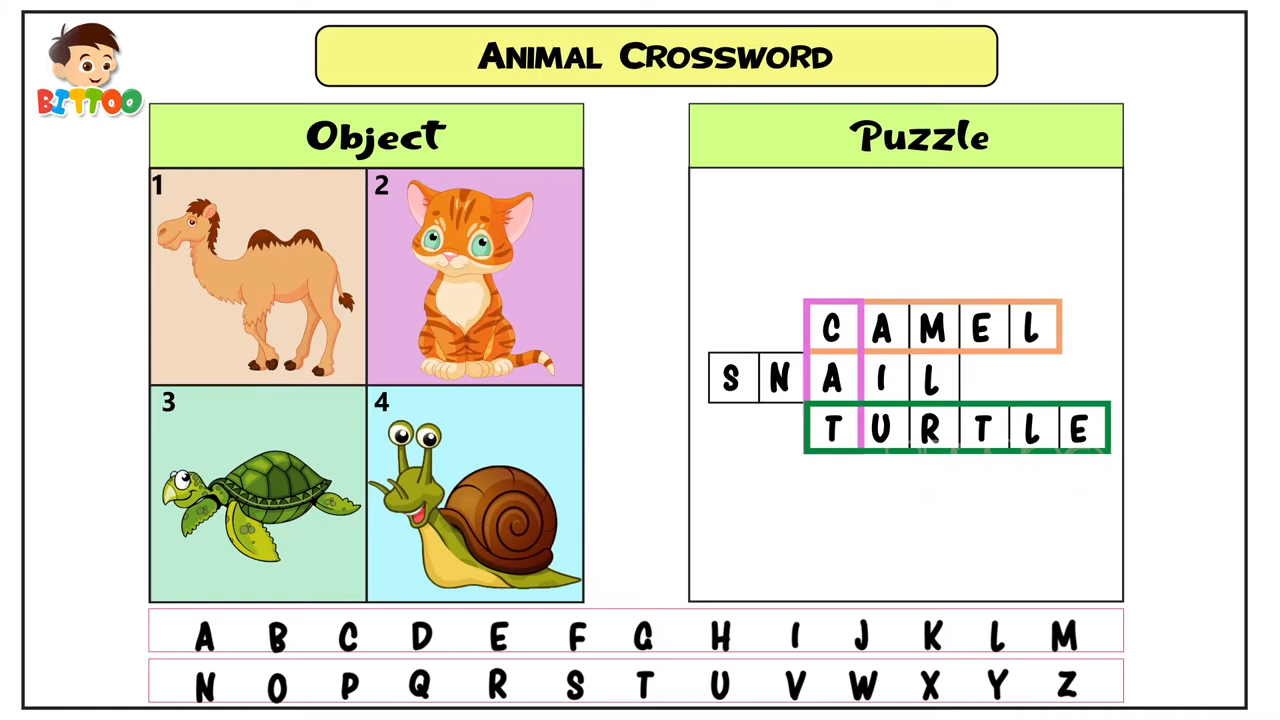 ANIMAL CROSSWORD
BITTOO
Object
Puzzle
1
2
3
4
C A M E L
S N A I L
T U R T L E
A B C D E F G H I J K L M
N O P Q R S T U V W X Y Z